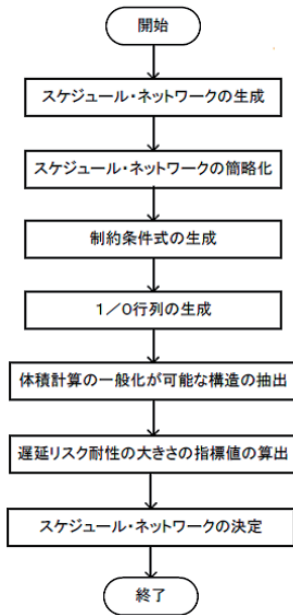 開始
スケジュール・ネットワークの生成
スケジュール・ネットワークの簡略化
制約条件式の生成
1／0行列の生成
体積計算の一般化が可能な構造の抽出
遅延リスク耐性の大きさの指標値の算出
スケジュール・ネットワークの決定
終了